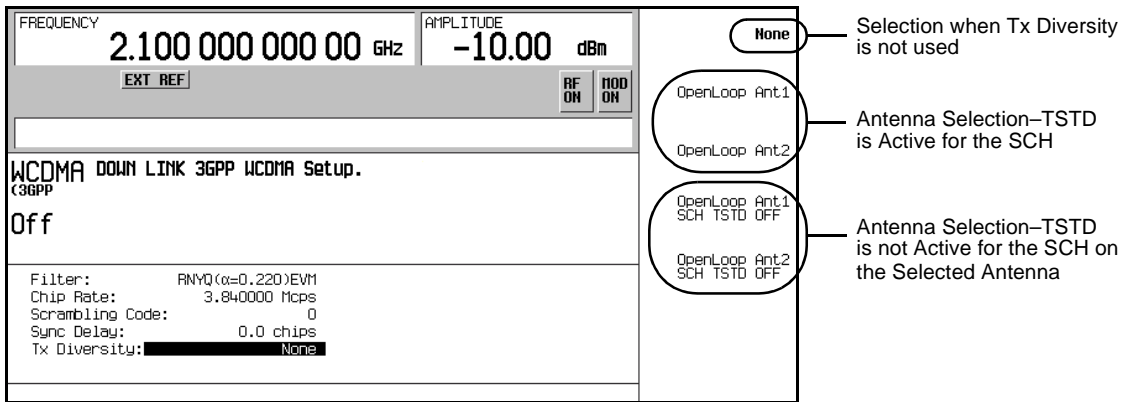 FREQUENCY
2.100 000 000 00 GHz
AMPLITUDE
-10.00 dBm
EXT REF
RF ON
MOD ON
WCDMA DOWN LINK 3GPP WCDMA Setup.
(3GPP
Off
Filter: RNYQ(α=0.220)EVM
Chip Rate: 3.840000 Mcps
Scrambling Code: 0
Sync Delay: 0.0 chips
Tx Diversity: None
None
OpenLoop Ant1
OpenLoop Ant2
OpenLoop Ant1
SCH TSTD OFF
OpenLoop Ant2
SCH TSTD OFF
Selection when Tx Diversity
is not used
Antenna Selection–TSTD
is Active for the SCH
Antenna Selection–TSTD
is not Active for the SCH on
the Selected Antenna